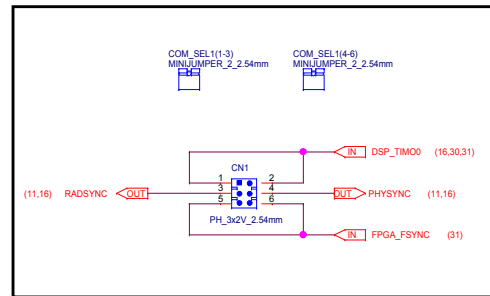 COM_SEL1(1-3) COM_SEL1(4-6)
MINIJUMPER_2_2.54mm MINIJUMPER_2_2.54mm
IN DSP_TIMO0 (16,30,31)
CN1
1 2
(11,16) RADSYNC OUT 3 4 OUT PHYSYNC (11,16)
5 6
PH_3x2V_2.54mm
IN FPGA_FSYNC (31)